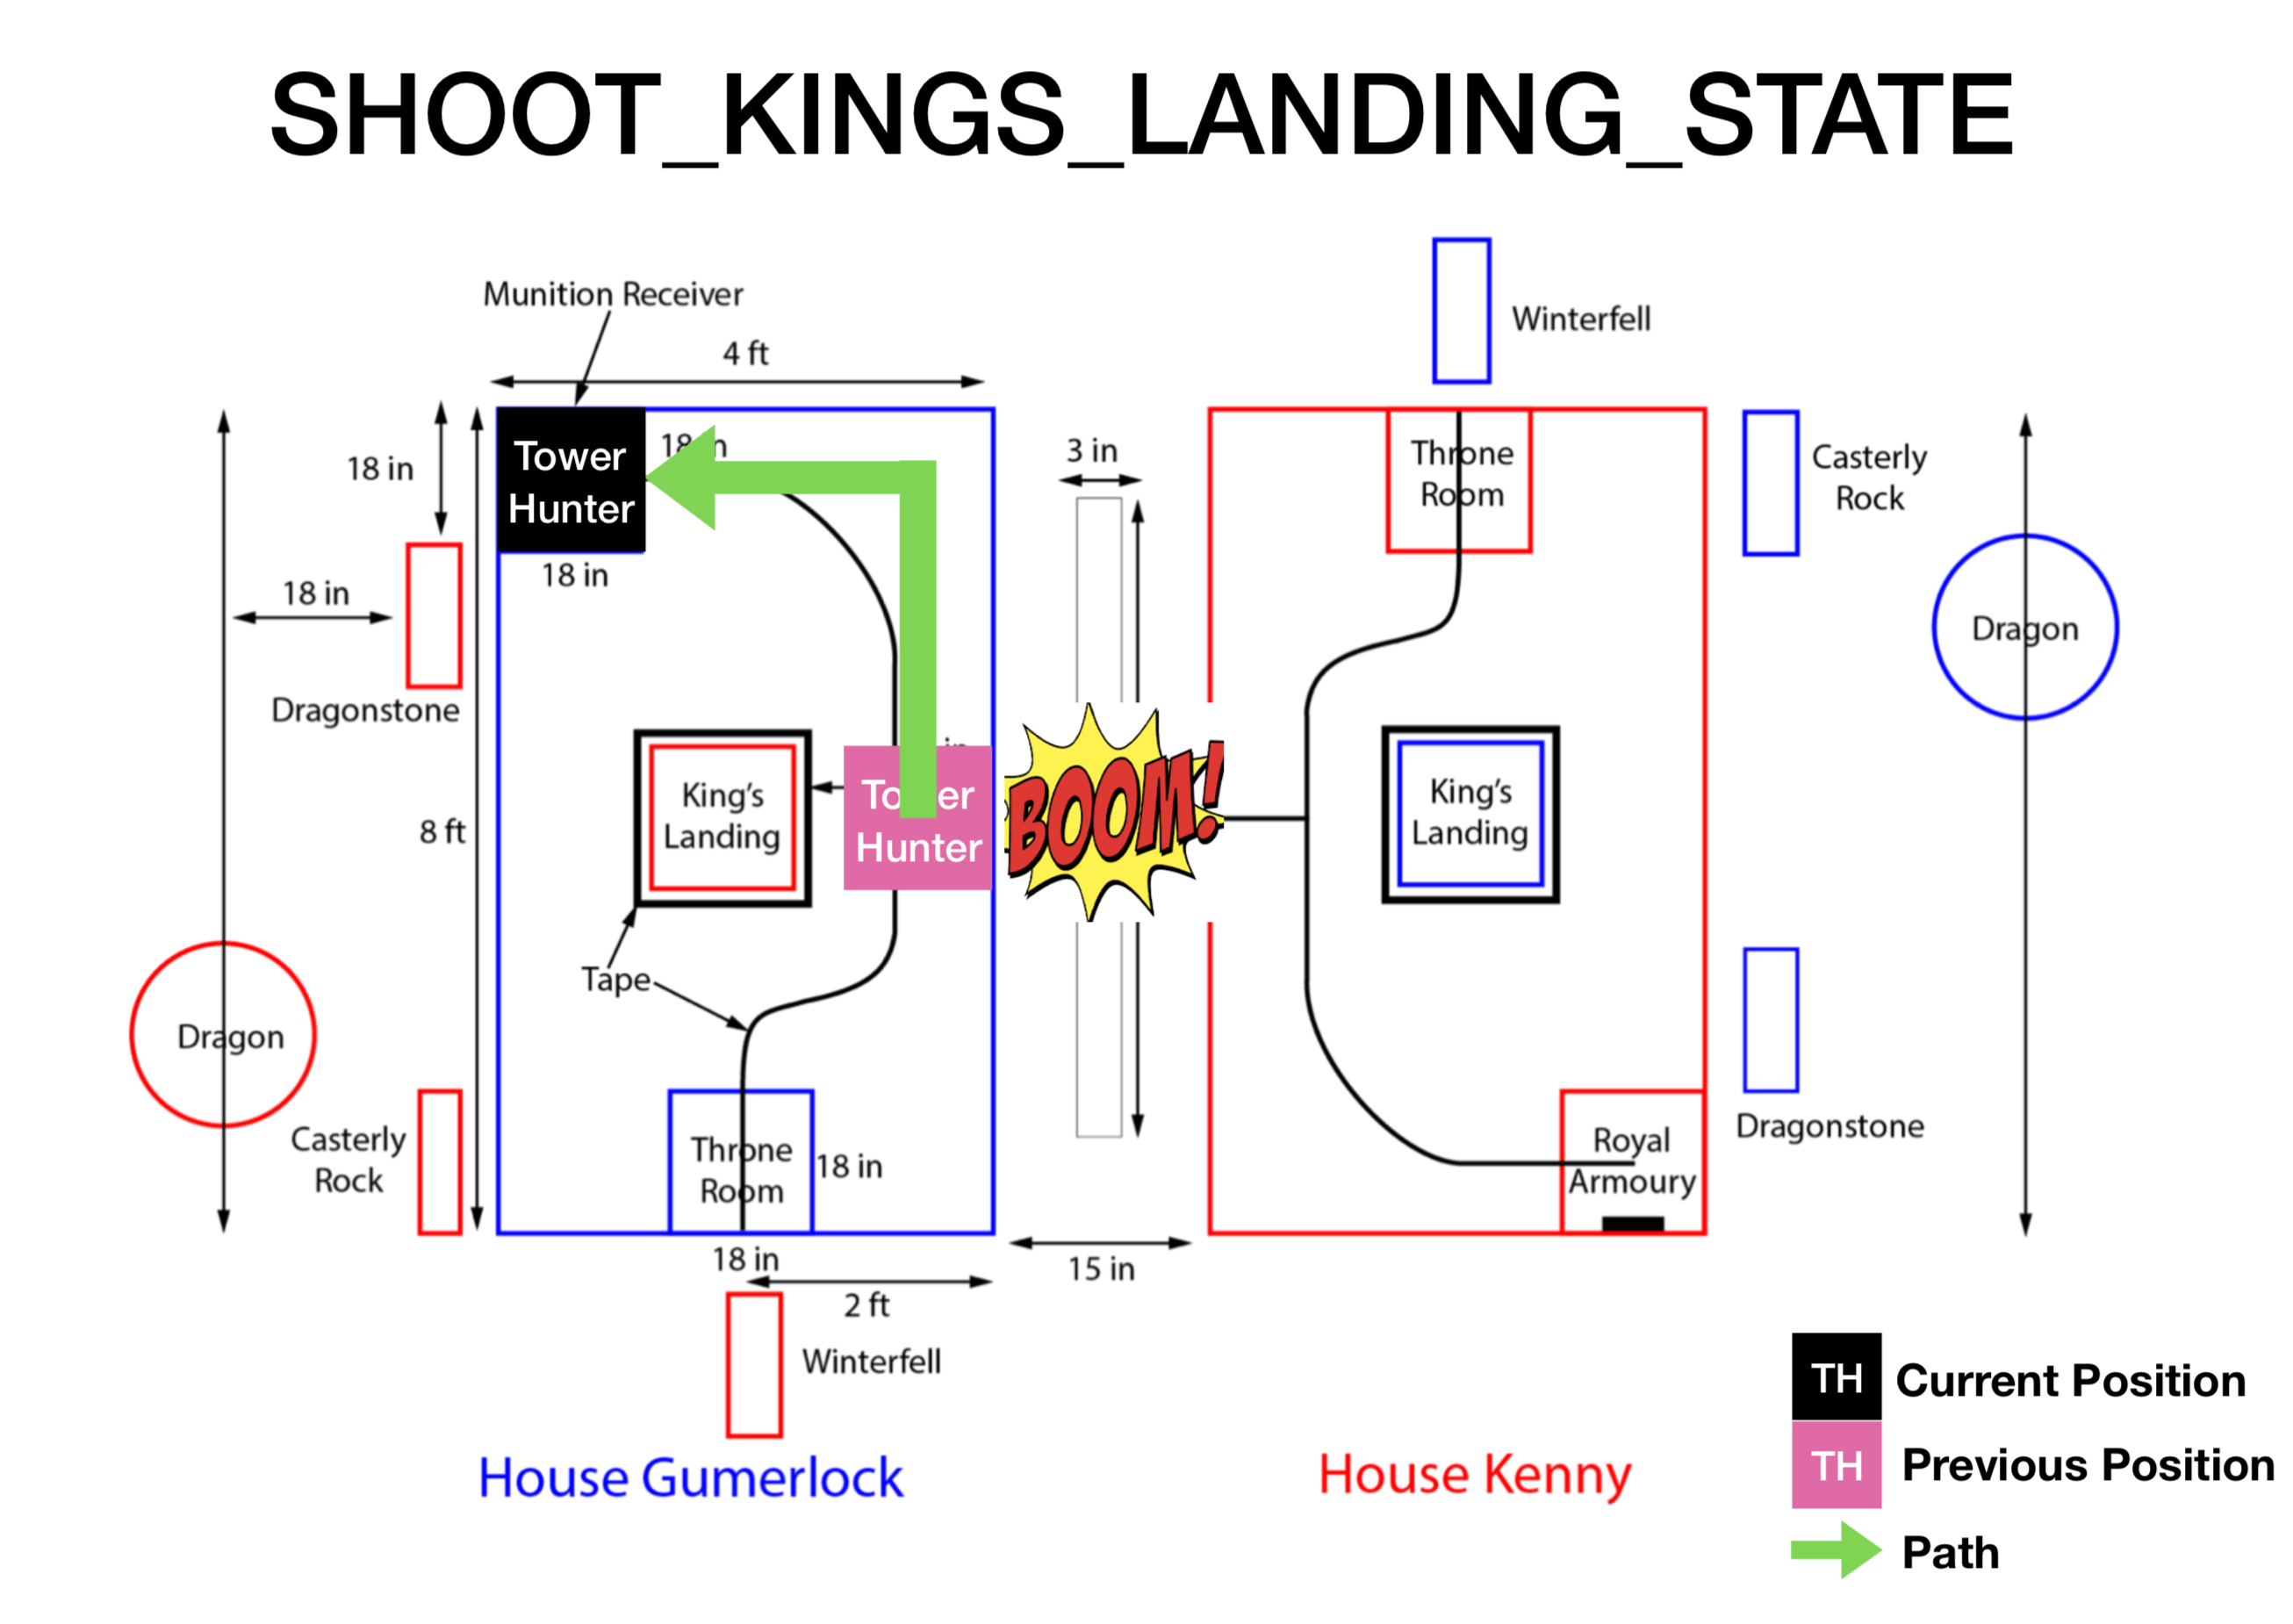 SHOOT_KINGS_LANDING_STATE
Munition Receiver
4 ft
Winterfell
Tower
Hunter
18 in
18 in
18 in
18 in
3 in
Throne
Room
Casterly
Rock
Dragon
Dragonstone
King's
Landing
Tower
Hunter
in
BOOM!
King's
Landing
8 ft
Tape
Dragon
Casterly
Rock
Throne
Room
18 in
18 in
2 ft
15 in
Royal
Armoury
Dragonstone
Winterfell
House Gumerlock
House Kenny
TH Current Position
TH Previous Position
Path